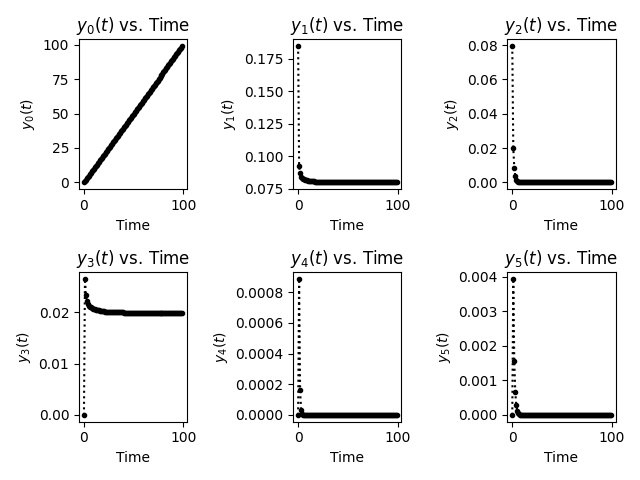 y₀(t) vs. Time
y₁(t) vs. Time
y₂(t) vs. Time
100
75
50
25
0
y₀(t)
0
100
Time
0.175
0.150
0.125
0.100
0.075
y₁(t)
0
100
Time
0.08
0.06
0.04
0.02
0.00
y₂(t)
0
100
Time
y₃(t) vs. Time
y₄(t) vs. Time
y₅(t) vs. Time
0.02
0.01
0.00
y₃(t)
0
100
Time
0.0008
0.0006
0.0004
0.0002
0.0000
y₄(t)
0
100
Time
0.004
0.003
0.002
0.001
0.000
y₅(t)
0
100
Time